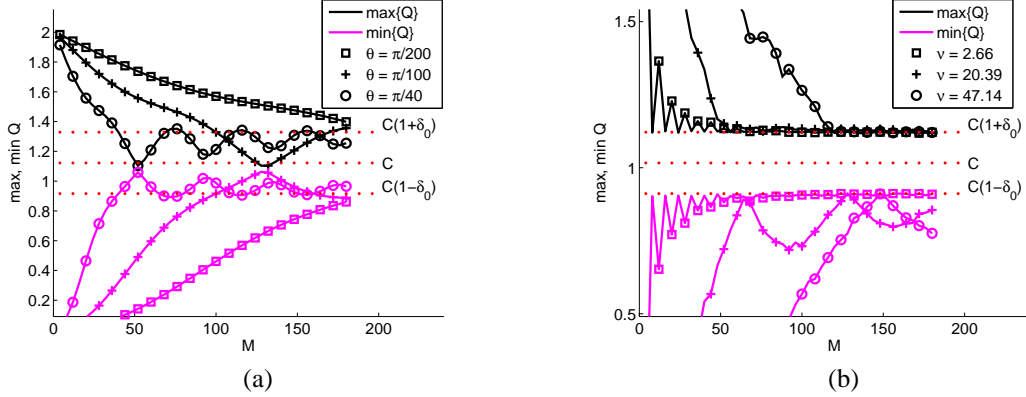 2
1.8
1.6
1.4
1.2
1
0.8
0.6
0.4
0.2
0 50 100 150 200
max, min Q
M
max{Q}
min{Q}
θ = π/200
θ = π/100
θ = π/40
C(1+δ0)
C
C(1−δ0)
(a)
1.5
1
0.5
0 50 100 150 200
max, min Q
M
max{Q}
min{Q}
ν = 2.66
ν = 20.39
ν = 47.14
C(1+δ0)
C
C(1−δ0)
(b)